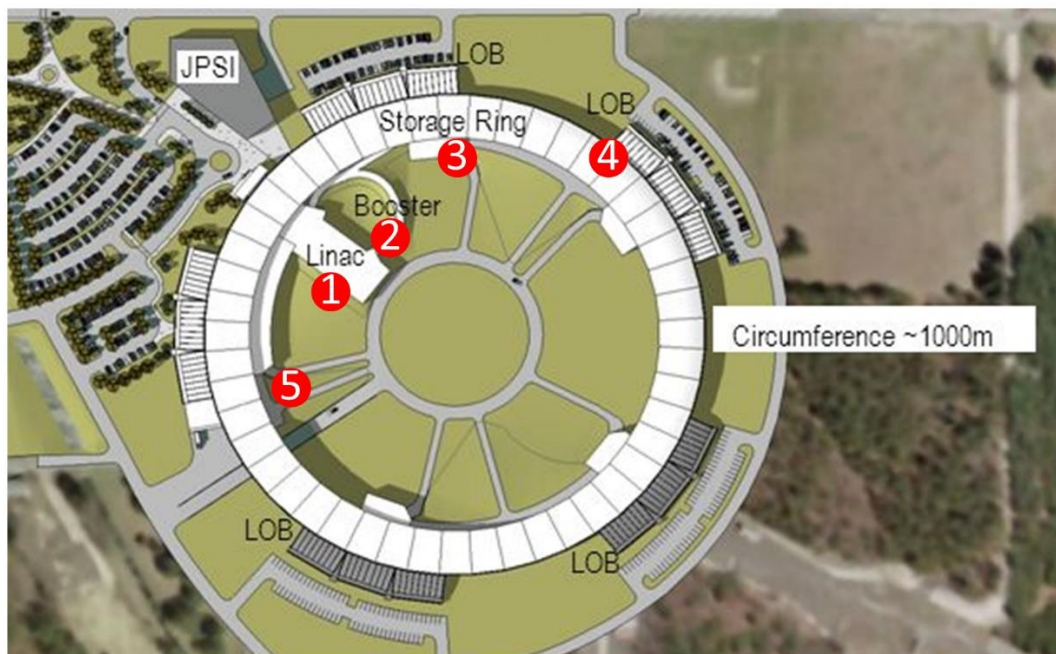 LOB
JPSI
LOB
Storage Ring
3
4
Booster
2
Linac
1
Circumference ~1000m
5
LOB
LOB